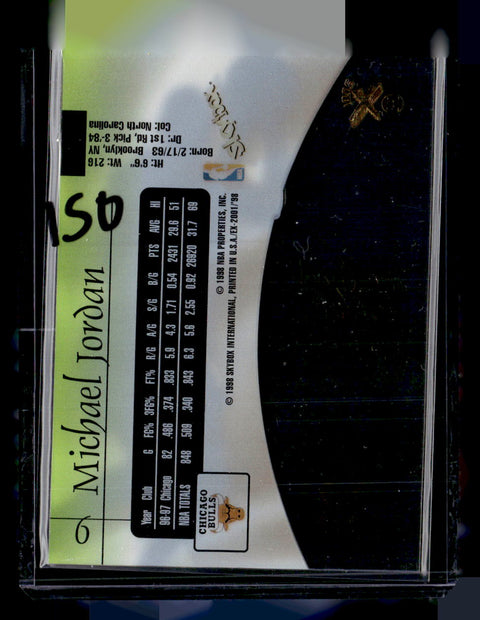 9 Michael Jordan
150
Year Club G FG% 3FG% FT% R/G A/G S/G B/G PTS AVG HI
96-97 Chicago 82 .486 .374 .833 5.9 4.3 1.71 0.54 2431 29.6 51
NBA TOTALS 848 .509 .340 .843 6.3 5.6 2.55 0.92 26920 31.7 69
CHICAGO
BULLS
© 1998 NBA PROPERTIES, INC.
© 1998 SKYBOX INTERNATIONAL, PRINTED IN U.S.A./EX-2001/'98
Ht: 6'6" Wt: 216
Born: 2/17/63 Brooklyn, NY
Dr: 1st Rd, Pick 3-'84
Col: North Carolina
Skybox
NBA